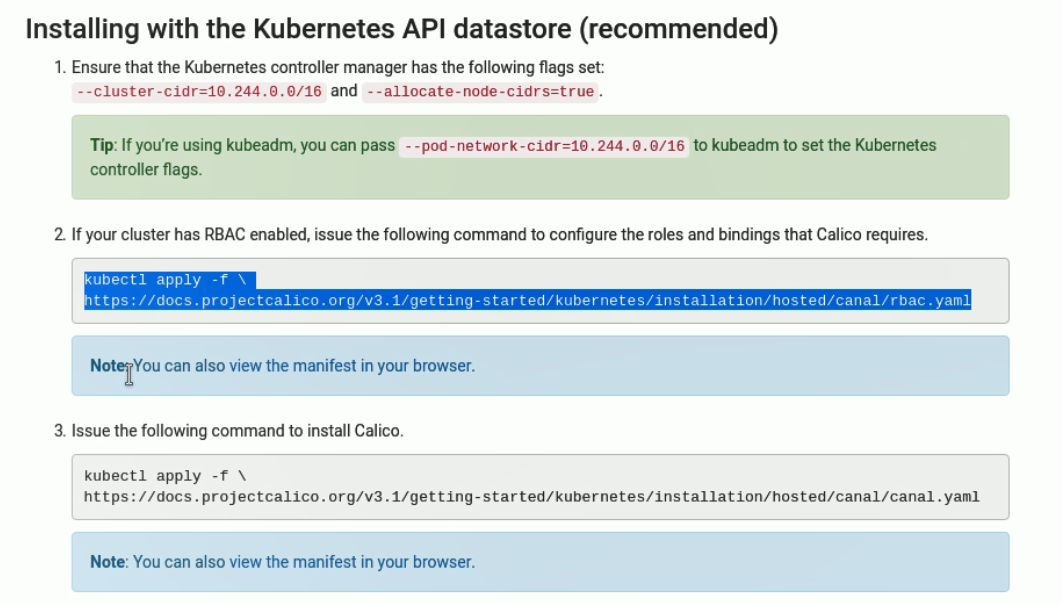 Installing with the Kubernetes API datastore (recommended)
1. Ensure that the Kubernetes controller manager has the following flags set:
--cluster-cidr=10.244.0.0/16 and --allocate-node-cidrs=true.
Tip: If you’re using kubeadm, you can pass --pod-network-cidr=10.244.0.0/16 to kubeadm to set the Kubernetes
controller flags.
2. If your cluster has RBAC enabled, issue the following command to configure the roles and bindings that Calico requires.
kubectl apply -f \
https://docs.projectcalico.org/v3.1/getting-started/kubernetes/installation/hosted/canal/rbac.yaml
Note: You can also view the manifest in your browser.
3. Issue the following command to install Calico.
kubectl apply -f \
https://docs.projectcalico.org/v3.1/getting-started/kubernetes/installation/hosted/canal/canal.yaml
Note: You can also view the manifest in your browser.